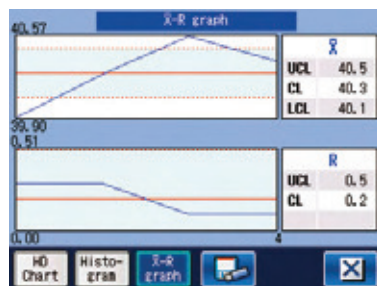 X̄-R graph
40.57
X̄
UCL 40.5
CL 40.3
LCL 40.1
39.90
0.51
R
UCL 0.5
CL 0.2
0.00
4
HD Chart
Histo-gram
X̄-R graph